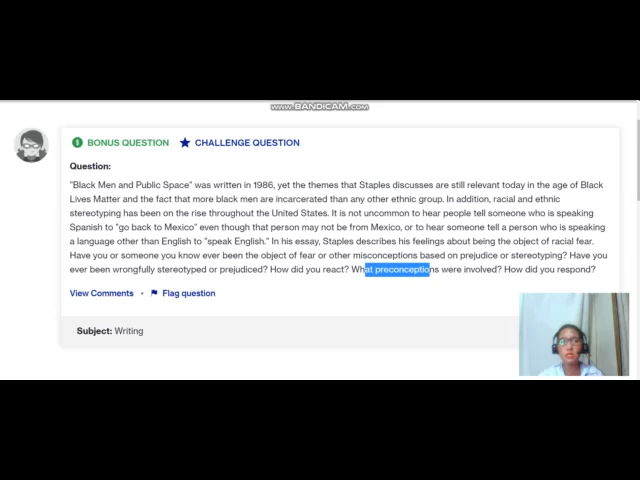 WWW.BANDICAM.COM
BONUS QUESTION CHALLENGE QUESTION
Question:
"Black Men and Public Space" was written in 1986, yet the themes that Staples discusses are still relevant today in the age of Black
Lives Matter and the fact that more black men are incarcerated than any other ethnic group. In addition, racial and ethnic
stereotyping has been on the rise throughout the United States. It is not uncommon to hear people tell someone who is speaking
Spanish to "go back to Mexico" even though that person may not be from Mexico, or to hear someone tell a person who is speaking
a language other than English to "speak English." In his essay, Staples describes his feelings about being the object of racial fear.
Have you or someone you know ever been the object of fear or other misconceptions based on prejudice or stereotyping? Have you
ever been wrongfully stereotyped or prejudiced? How did you react? What preconceptions were involved? How did you respond?
View Comments • Flag question
Subject: Writing